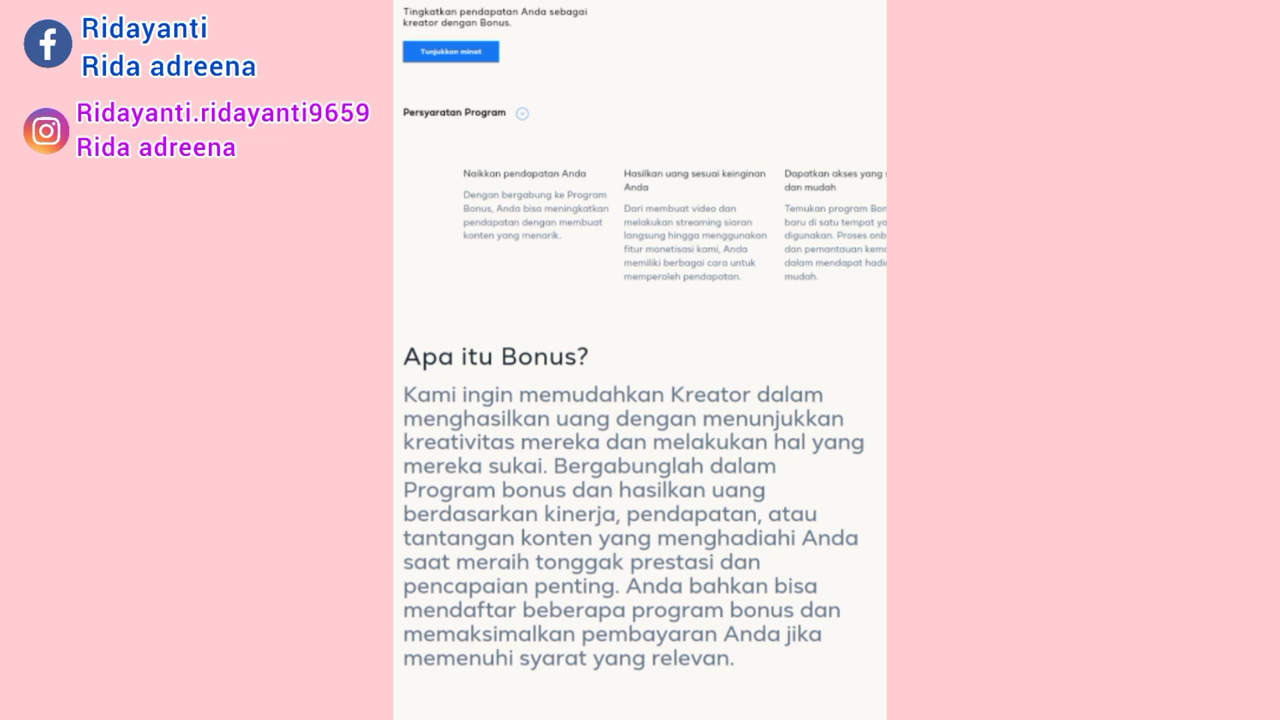 Ridayanti
Rida adreena
Ridayanti.ridayanti9659
Rida adreena
Tingkatkan pendapatan Anda sebagai
kreator dengan Bonus.
Tunjukkan minat
Persyaratan Program
Naikkan pendapatan Anda
Dengan bergabung ke Program
Bonus, Anda bisa meningkatkan
pendapatan dengan membuat
konten yang menarik.
Hasilkan uang sesuai keinginan
Anda
Dari membuat video dan
melakukan streaming siaran
langsung hingga menggunakan
fitur monetisasi kami, Anda
memiliki berbagai cara untuk
memperoleh pendapatan.
Dapatkan akses yang
dan mudah
Temukan program
baru di satu tempat
digunakan. Proses
dan pemantauan
dalam mendapat
mudah.
Apa itu Bonus?
Kami ingin memudahkan Kreator dalam
menghasilkan uang dengan menunjukkan
kreativitas mereka dan melakukan hal yang
mereka sukai. Bergabunglah dalam
Program bonus dan hasilkan uang
berdasarkan kinerja, pendapatan, atau
tantangan konten yang menghadiahi Anda
saat meraih tonggak prestasi dan
pencapaian penting. Anda bahkan bisa
mendaftar beberapa program bonus dan
memaksimalkan pembayaran Anda jika
memenuhi syarat yang relevan.